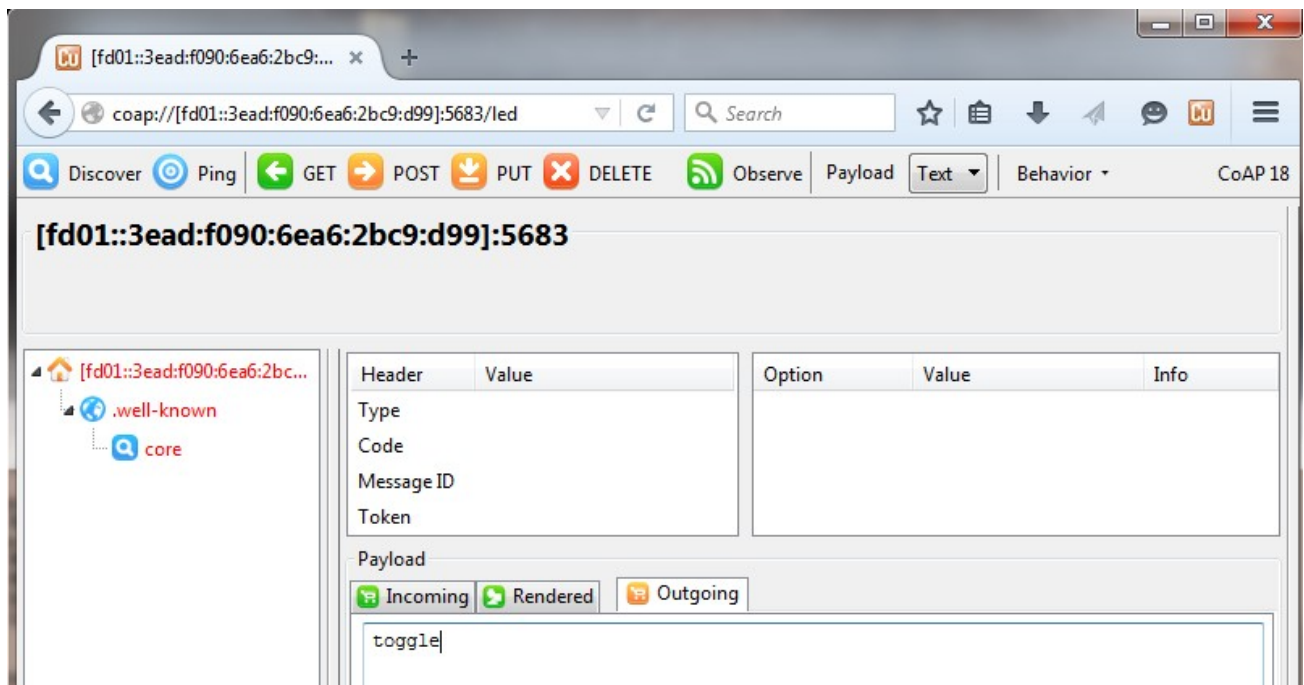 [fd01::3ead:f090:6ea6:2bc9:...
coap://[fd01::3ead:f090:6ea6:2bc9:d99]:5683/led
Search
Discover Ping GET POST PUT DELETE Observe Payload Text Behavior CoAP 18
[fd01::3ead:f090:6ea6:2bc9:d99]:5683
[fd01::3ead:f090:6ea6:2bc...
.well-known
core
Header Value
Type
Code
Message ID
Token
Option Value Info
Payload
Incoming Rendered Outgoing
toggle